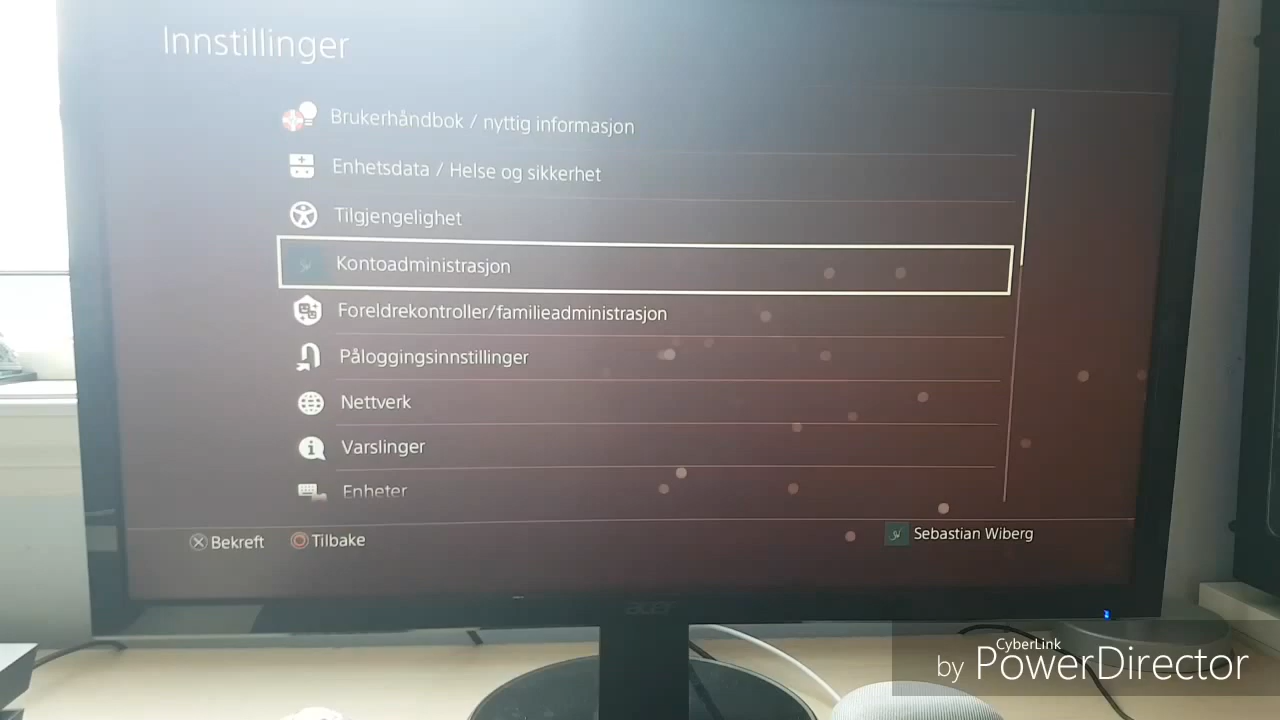 Innstillinger
Brukerhåndbok / nyttig informasjon
Enhetsdata / Helse og sikkerhet
Tilgjengelighet
Kontoadministrasjon
Foreldrekontroller/familieadministrasjon
Påloggingsinnstillinger
Nettverk
Varslinger
Enheter
Bekreft
Tilbake
Sebastian Wiberg
acer
CyberLink
by PowerDirector